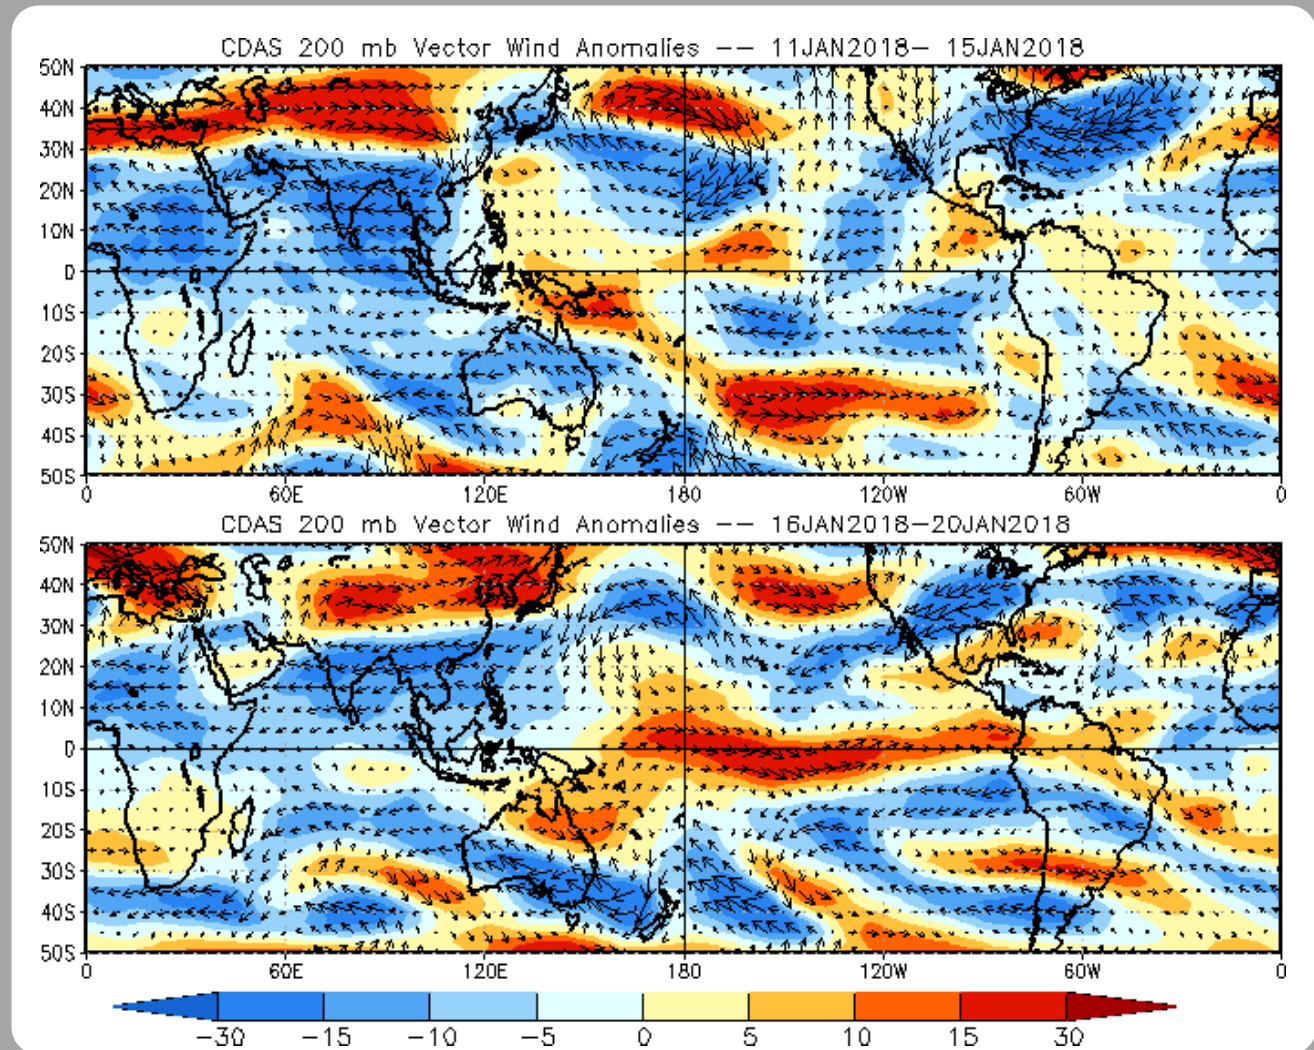 CDAS 200 mb Vector Wind Anomalies -- 11JAN2018- 15JAN2018
50N
40N
30N
20N
10N
0
10S
20S
30S
40S
50S
0 60E 120E 180 120W 60W 0
CDAS 200 mb Vector Wind Anomalies -- 16JAN2018-20JAN2018
50N
40N
30N
20N
10N
0
10S
20S
30S
40S
50S
0 60E 120E 180 120W 60W 0
-30 -15 -10 -5 0 5 10 15 30